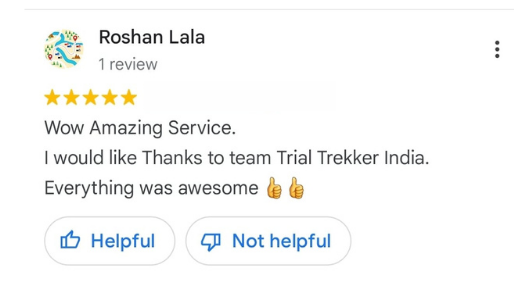 Roshan Lala
1 review
Wow Amazing Service.
I would like Thanks to team Trial Trekker India.
Everything was awesome 👍👍
Helpful
Not helpful